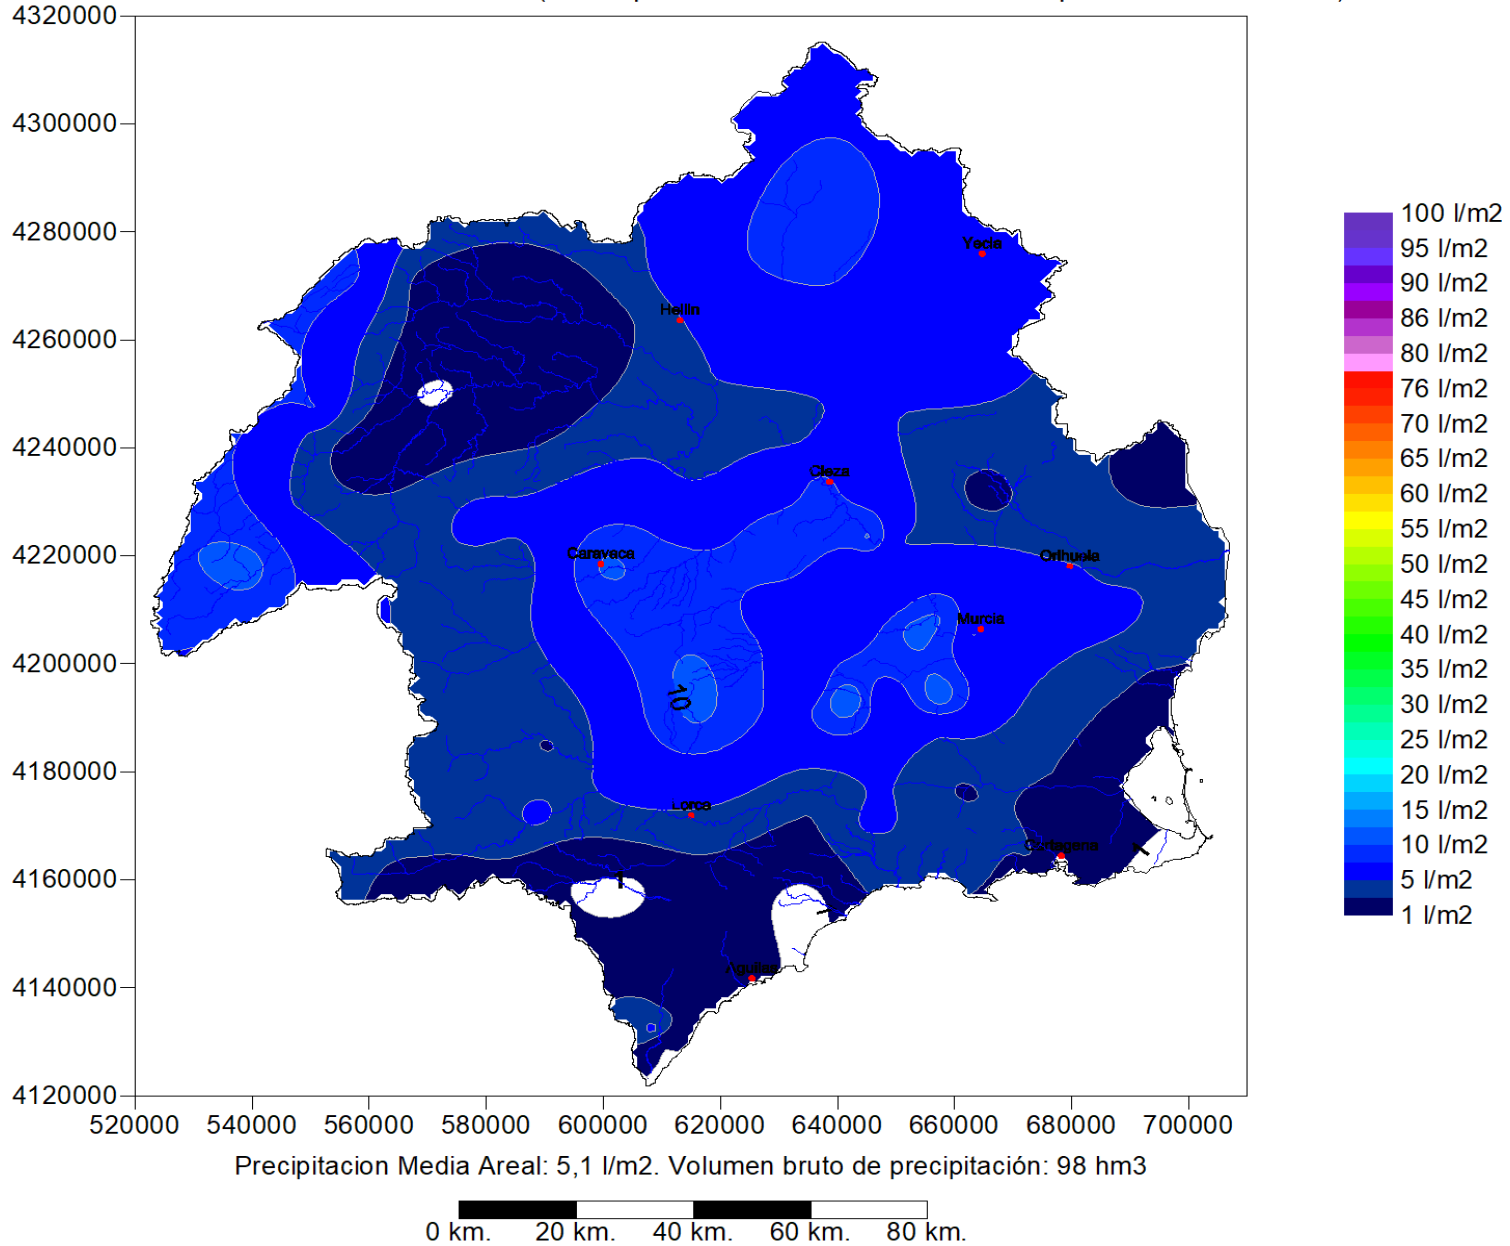 4320000
4300000
4280000
4260000
4240000
4220000
4200000
4180000
4160000
4140000
4120000
520000 540000 560000 580000 600000 620000 640000 660000 680000 700000
Yecla
Hellin
Cieza
Caravaca
Orihuela
Murcia
10
Lorca
Cartagena
1
Aguilas
100 l/m2
95 l/m2
90 l/m2
86 l/m2
80 l/m2
76 l/m2
70 l/m2
65 l/m2
60 l/m2
55 l/m2
50 l/m2
45 l/m2
40 l/m2
35 l/m2
30 l/m2
25 l/m2
20 l/m2
15 l/m2
10 l/m2
5 l/m2
1 l/m2
Precipitacion Media Areal: 5,1 l/m2. Volumen bruto de precipitación: 98 hm3
0 km. 20 km. 40 km. 60 km. 80 km.